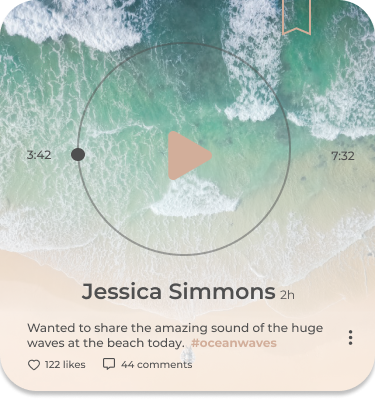 3:42
7:32
Jessica Simmons 2h
Wanted to share the amazing sound of the huge
waves at the beach today. #oceanwaves
122 likes 44 comments